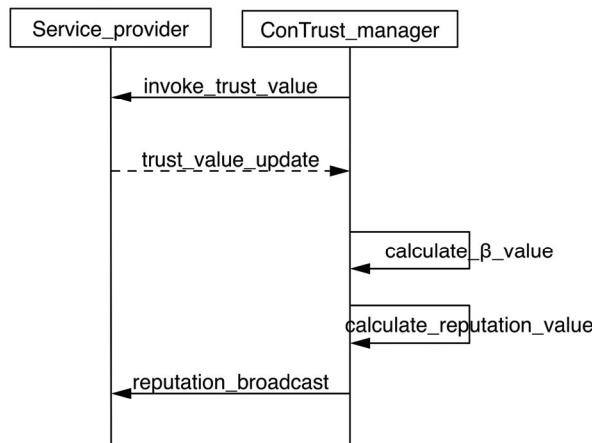 Service_provider
ConTrust_manager
invoke_trust_value
trust_value_update
calculate_β_value
calculate_reputation_value
reputation_broadcast